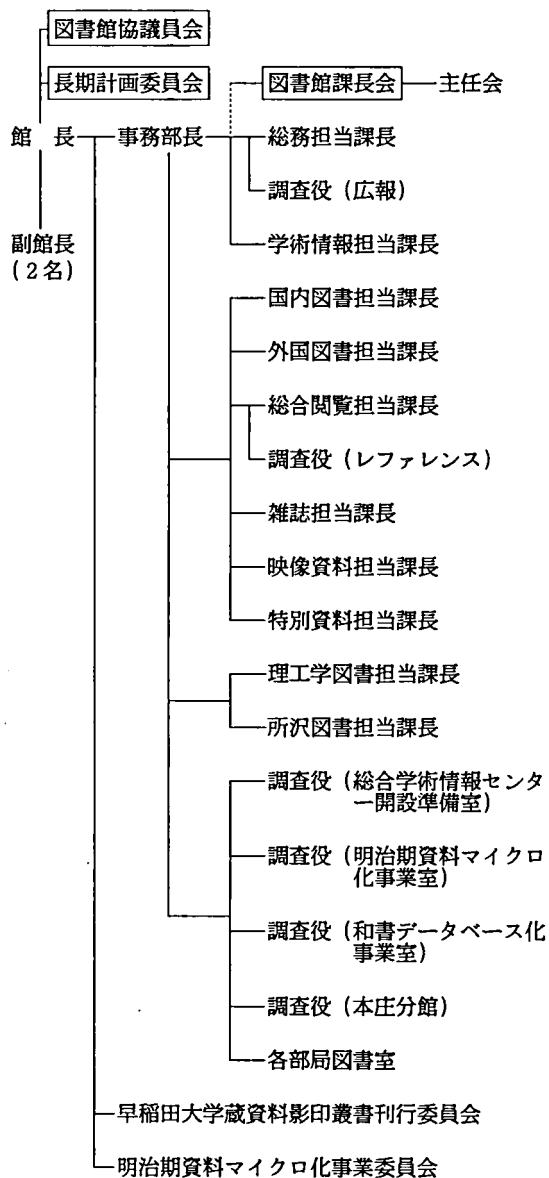 図書館協議員会
長期計画委員会
図書館課長会
主任会
館 長
事務部長
総務担当課長
調査役(広報)
副館長
(2名)
学術情報担当課長
国内図書担当課長
外国図書担当課長
総合閲覧担当課長
調査役(レファレンス)
雑誌担当課長
映像資料担当課長
特別資料担当課長
理工学図書担当課長
所沢図書担当課長
調査役(総合学術情報センタ
ー開設準備室)
調査役(明治期資料マイクロ
化事業室)
調査役(和書データベース化
事業室)
調査役(本庄分館)
各部局図書室
早稲田大学蔵資料影印叢書刊行委員会
明治期資料マイクロ化事業委員会